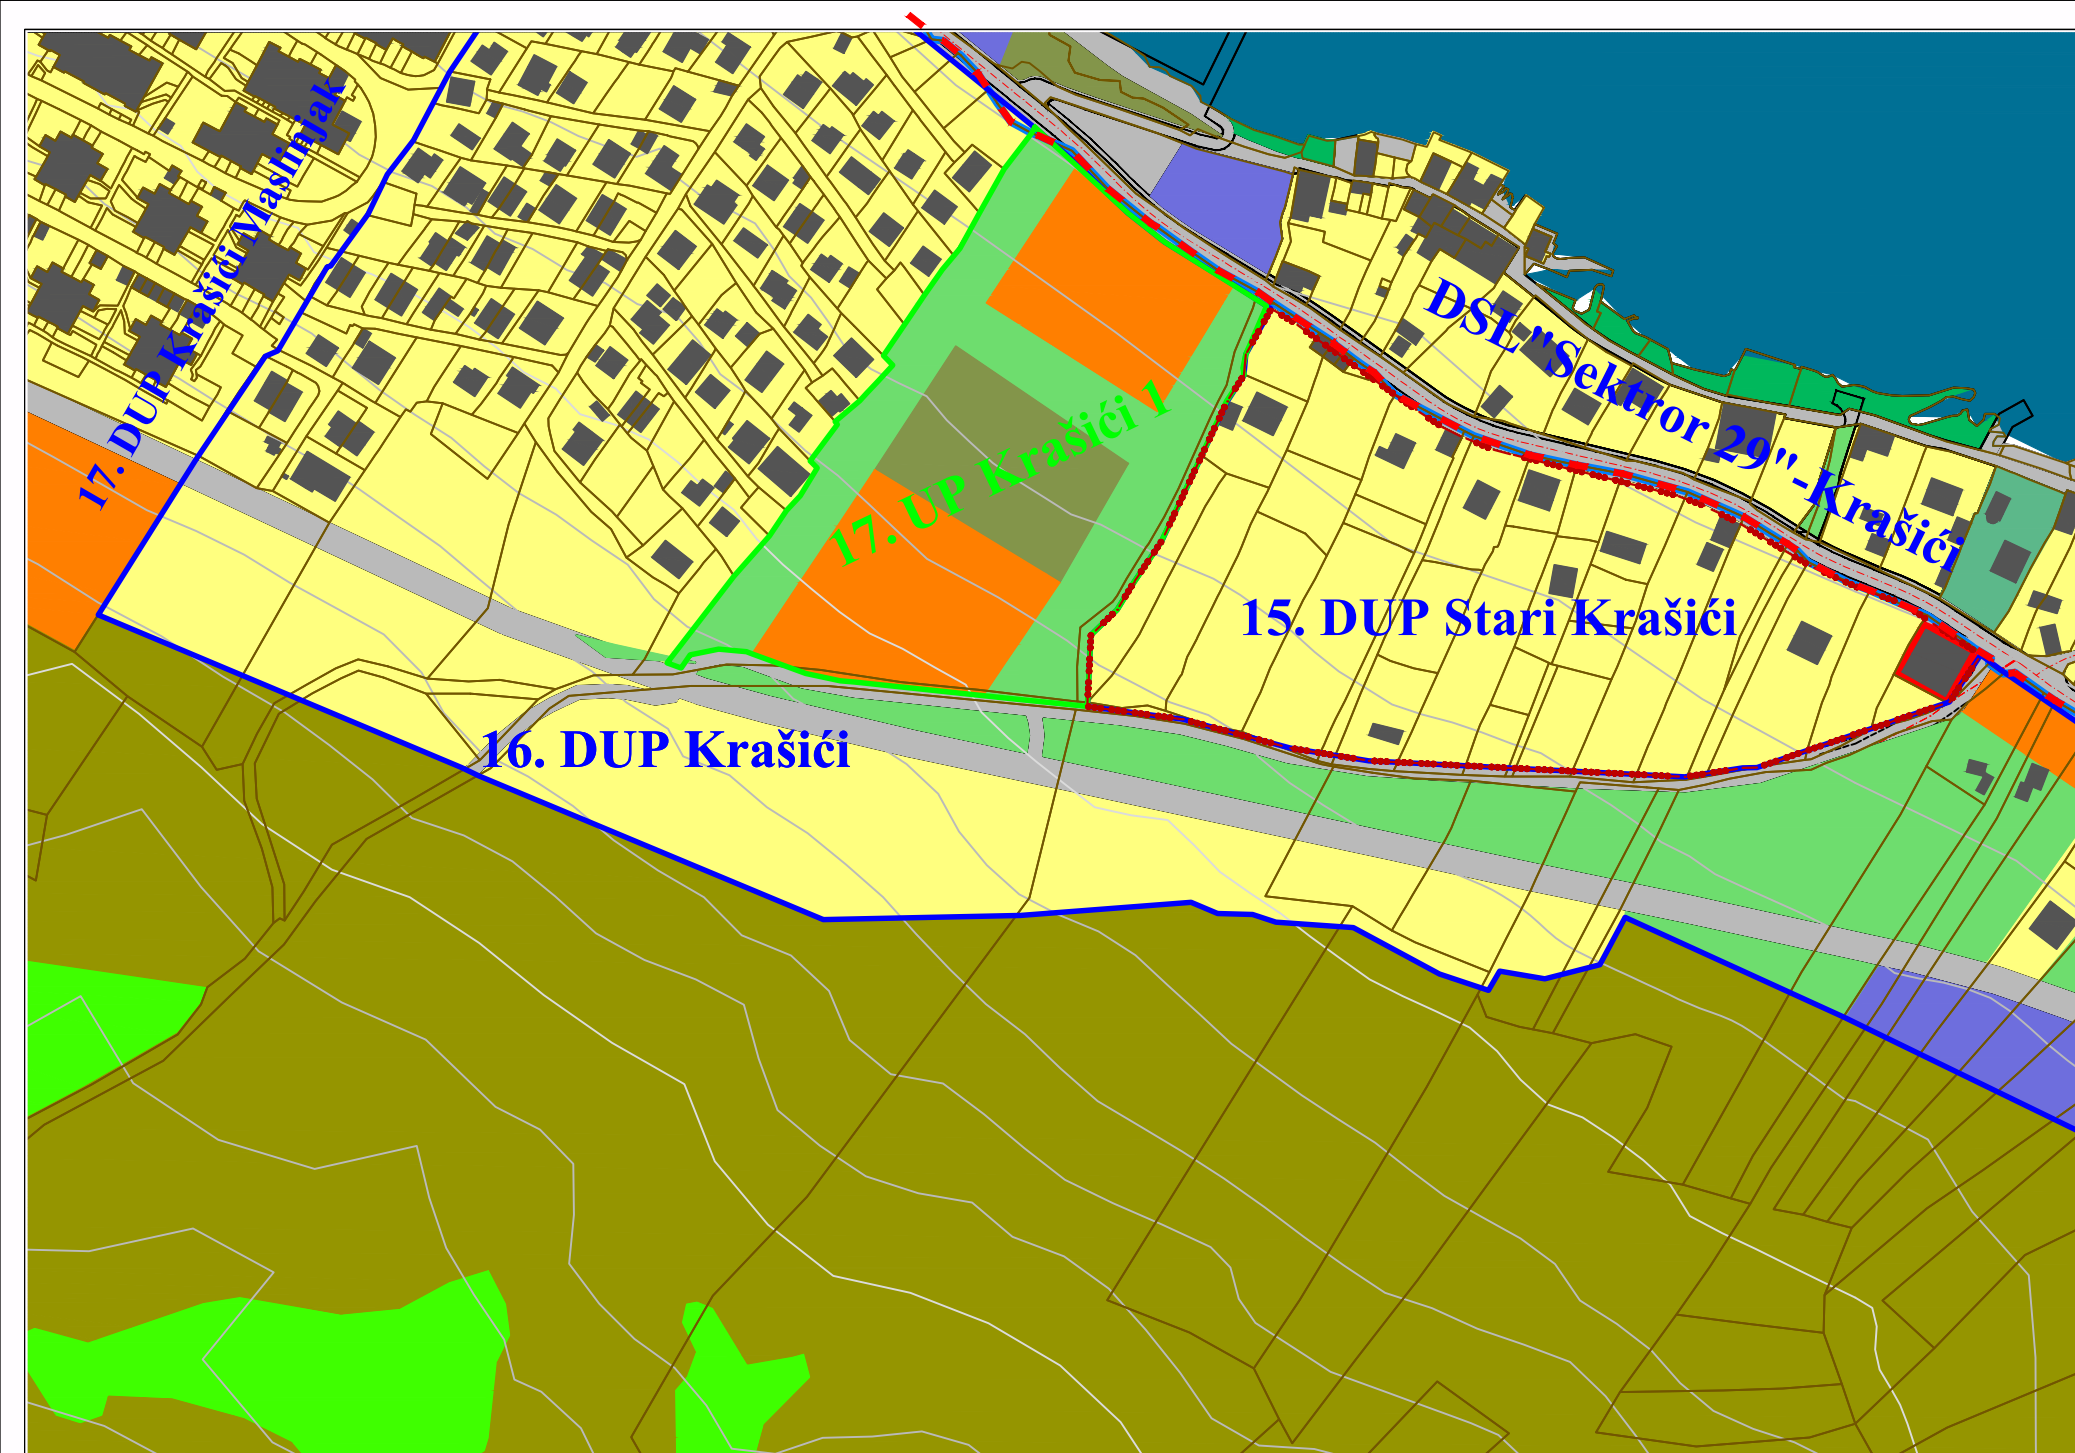 17. DUP Krašići Maslinjak
DSL "Sektror 29"-Krašići
17. UP Krašići 1
15. DUP Stari Krašići
16. DUP Krašići